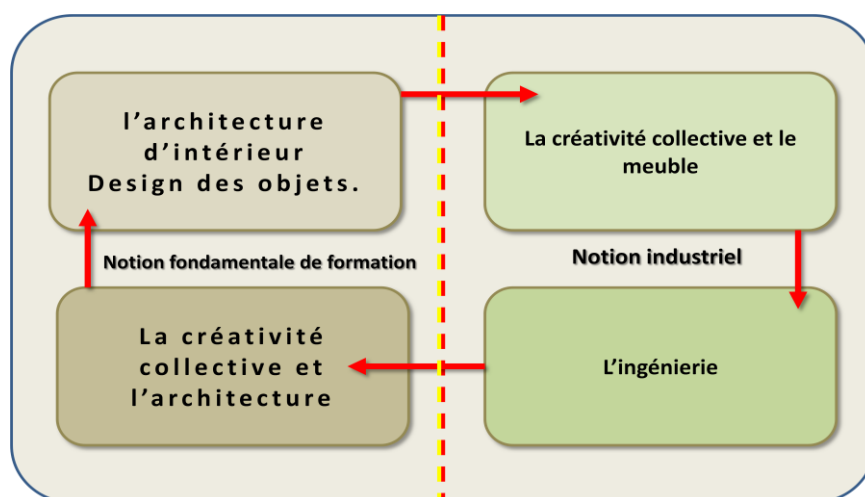 l'architecture
d'intérieur
Design des objets.
La créativité collective et le
meuble
Notion fondamentale de formation
Notion industriel
La créativité
collective et
l'architecture
L'ingénierie